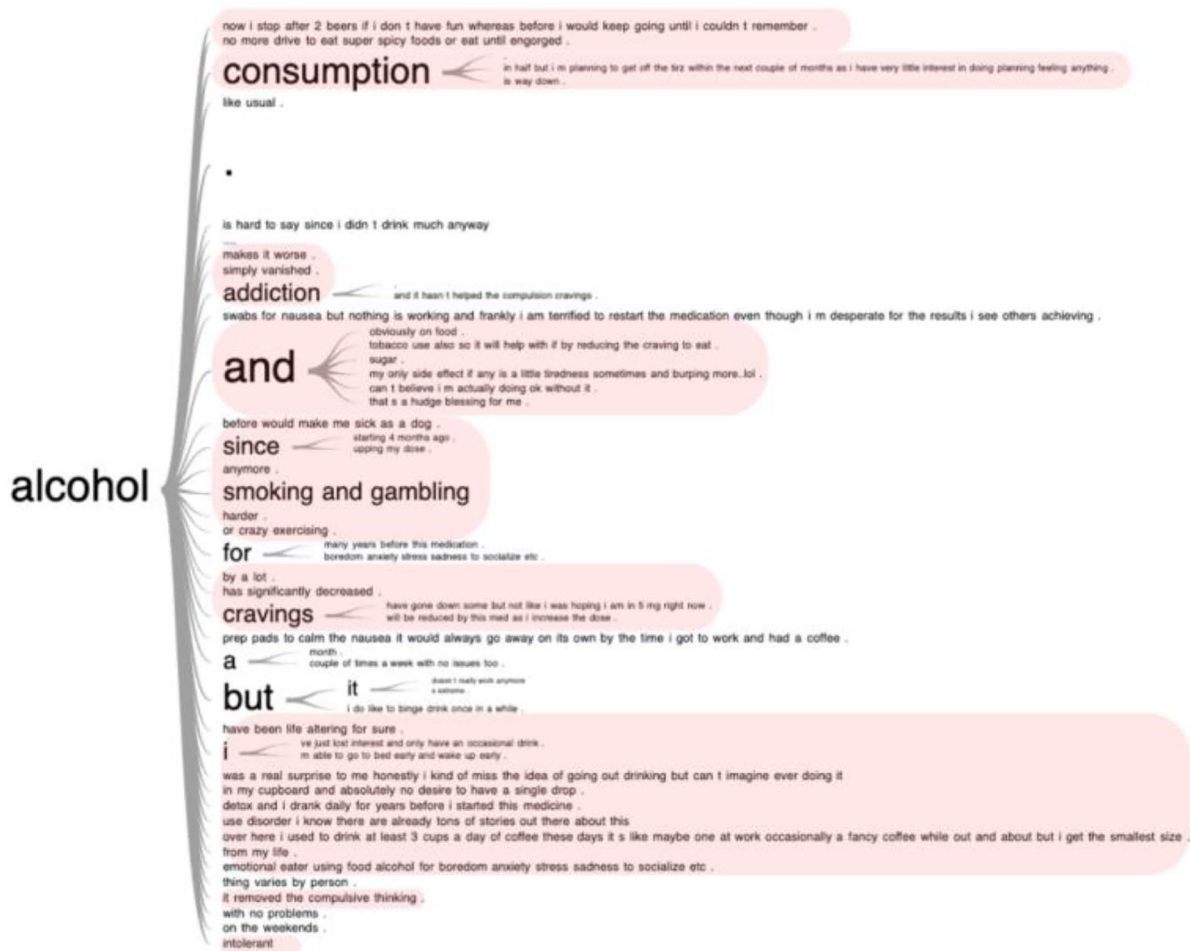 now i stop after 2 beers if i don t have fun whereas before i would keep going until i couldn t remember .
no more drive to eat super spicy foods or eat until engorged .
consumption
.
in half but i m planning to get off the tirz within the next couple of months as i have very little interest in doing planning feeling anything .
is way down .
like usual .
.
is hard to say since i didn t drink much anyway
makes it worse .
simply vanished .
addiction
.
and it hasn t helped the compulsion cravings .
swabs for nausea but nothing is working and frankly i am terrified to restart the medication even though i m desperate for the results i see others achieving .
and
obviously on food .
tobacco use also so it will help with if by reducing the craving to eat .
sugar .
my only side effect if any is a little tiredness sometimes and burping more..lol .
can t believe i m actually doing ok without it .
that s a hudge blessing for me .
before would make me sick as a dog .
since
starting 4 months ago .
upping my dose .
anymore .
alcohol
smoking and gambling
harder .
or crazy exercising .
for
many years before this medication .
boredom anxiety stress sadness to socialize etc .
by a lot .
has significantly decreased .
cravings
have gone down some but not like i was hoping i am in 5 mg right now .
will be reduced by this med as i increase the dose .
prep pads to calm the nausea it would always go away on its own by the time i got to work and had a coffee .
a
month .
couple of times a week with no issues too .
but
it
doesn t really work anymore
s extreme .
i do like to binge drink once in a while .
have been life altering for sure .
i
ve just lost interest and only have an occasional drink .
m able to go to bed early and wake up early .
was a real surprise to me honestly i kind of miss the idea of going out drinking but can t imagine ever doing it
in my cupboard and absolutely no desire to have a single drop .
detox and i drank daily for years before i started this medicine .
use disorder i know there are already tons of stories out there about this
over here i used to drink at least 3 cups a day of coffee these days it s like maybe one at work occasionally a fancy coffee while out and about but i get the smallest size .
from my life .
emotional eater using food alcohol for boredom anxiety stress sadness to socialize etc .
thing varies by person .
it removed the compulsive thinking .
with no problems .
on the weekends .
intolerant